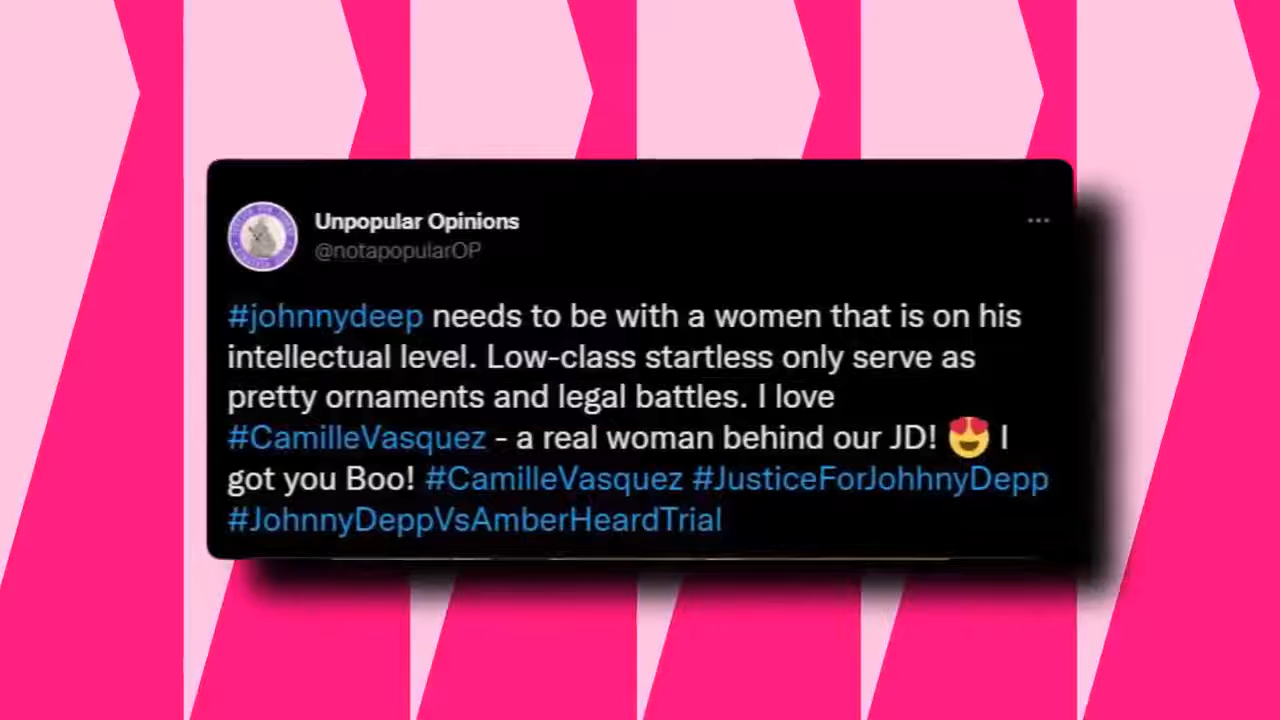 Unpopular Opinions
@notapopularOP
#johnnydeep needs to be with a women that is on his
intellectual level. Low-class startless only serve as
pretty ornaments and legal battles. I love
#CamilleVasquez - a real woman behind our JD! 😍 I
got you Boo! #CamilleVasquez #JusticeForJohhnyDepp
#JohnnyDeppVsAmberHeardTrial